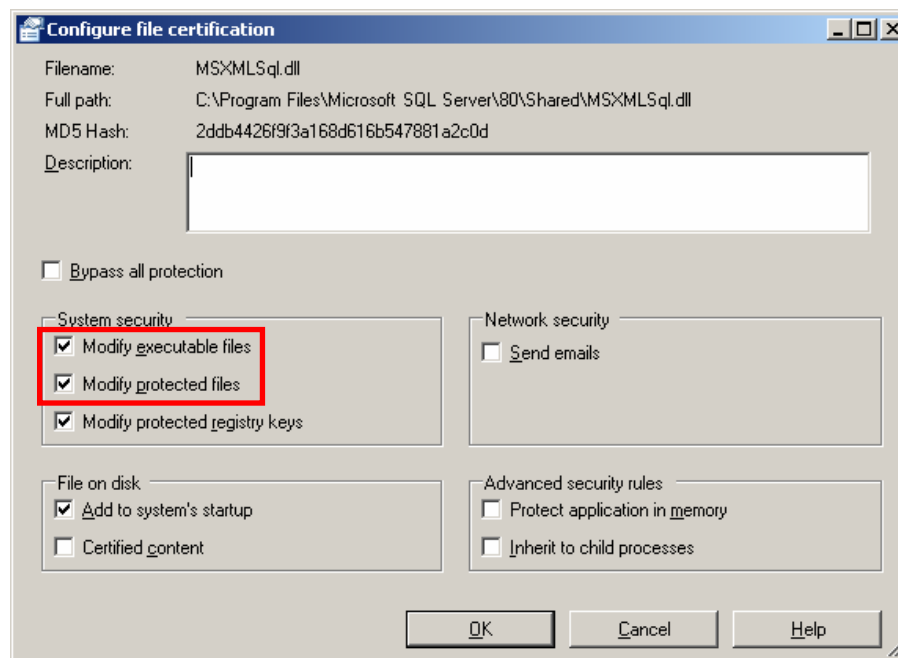 Configure file certification
Filename: MSXMLSql.dll
Full path: C:\Program Files\Microsoft SQL Server\80\Shared\MSXMLSql.dll
MD5 Hash: 2ddb4426f9f3a168d616b547881a2c0d
Description:
Bypass all protection
System security
Modify executable files
Modify protected files
Modify protected registry keys
Network security
Send emails
File on disk
Add to system's startup
Certified content
Advanced security rules
Protect application in memory
Inherit to child processes
OK Cancel Help